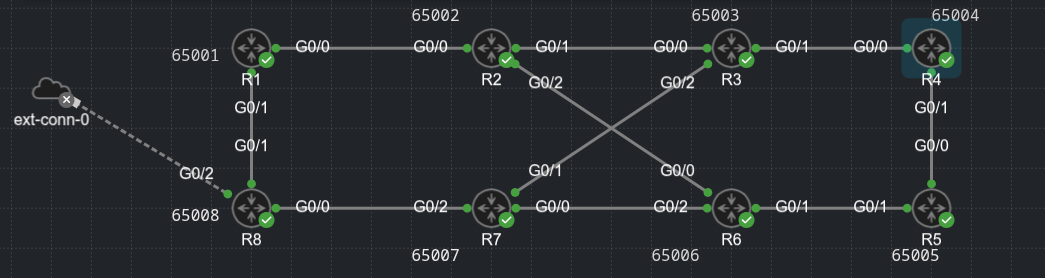 65002 65003 65004
65001 G0/0 G0/0 G0/1 G0/0 G0/1 G0/0
R1 R2 R3 R4
G0/2 G0/2
ext-conn-0 G0/1 G0/1
G0/1 G0/0
G0/2 G0/1 G0/0
65008 G0/0 G0/2 G0/0 G0/2 G0/1 G0/1
R8 R7 R6 R5
65007 65006 65005